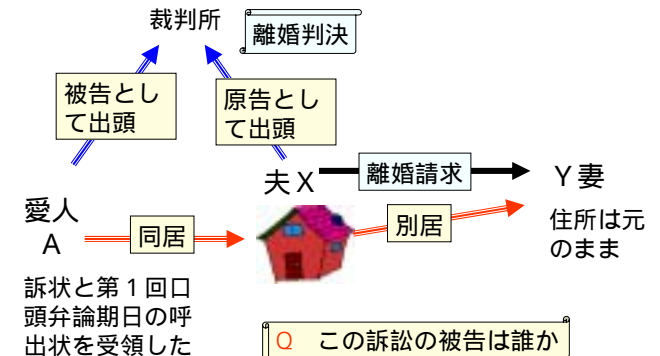 裁判所
離婚判決
被告とし
て出頭
原告とし
て出頭
夫X
離婚請求
Y妻
愛人
A
同居
別居
住所は元
のまま
訴状と第1回口
頭弁論期日の呼
出状を受領した
Q この訴訟の被告は誰か